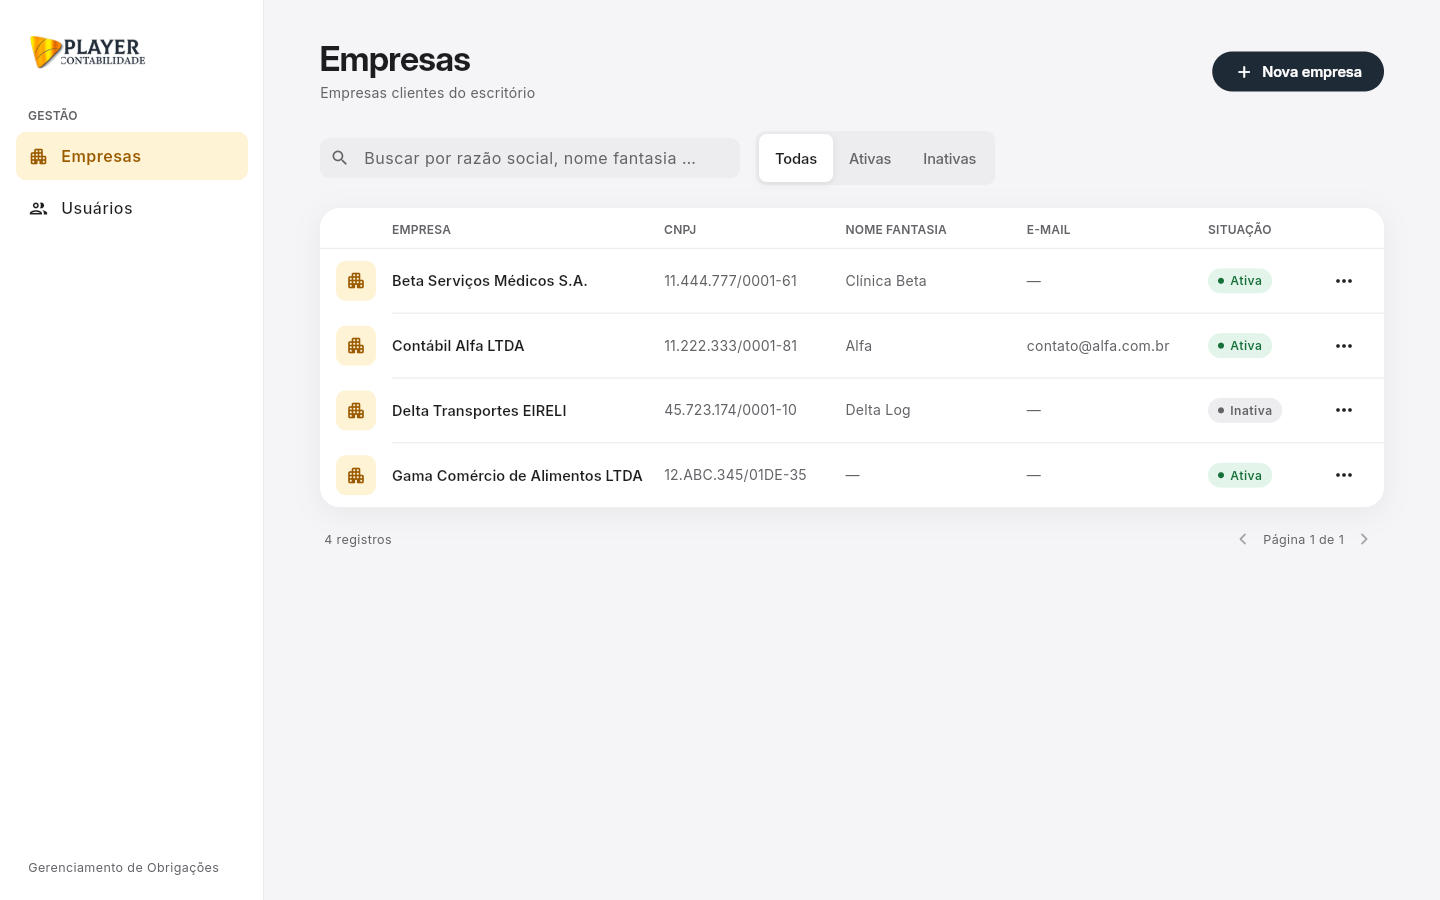 PLAYER
CONTABILIDADE
GESTÃO
Empresas
Usuários
Gerenciamento de Obrigações
Empresas
Empresas clientes do escritório
Nova empresa
Buscar por razão social, nome fantasia ...
Todas Ativas Inativas
EMPRESA CNPJ NOME FANTASIA E-MAIL SITUAÇÃO
Beta Serviços Médicos S.A. 11.444.777/0001-61 Clínica Beta — Ativa
Contábil Alfa LTDA 11.222.333/0001-81 Alfa contato@alfa.com.br Ativa
Delta Transportes EIRELI 45.723.174/0001-10 Delta Log — Inativa
Gama Comércio de Alimentos LTDA 12.ABC.345/01DE-35 — — Ativa
4 registros Página 1 de 1